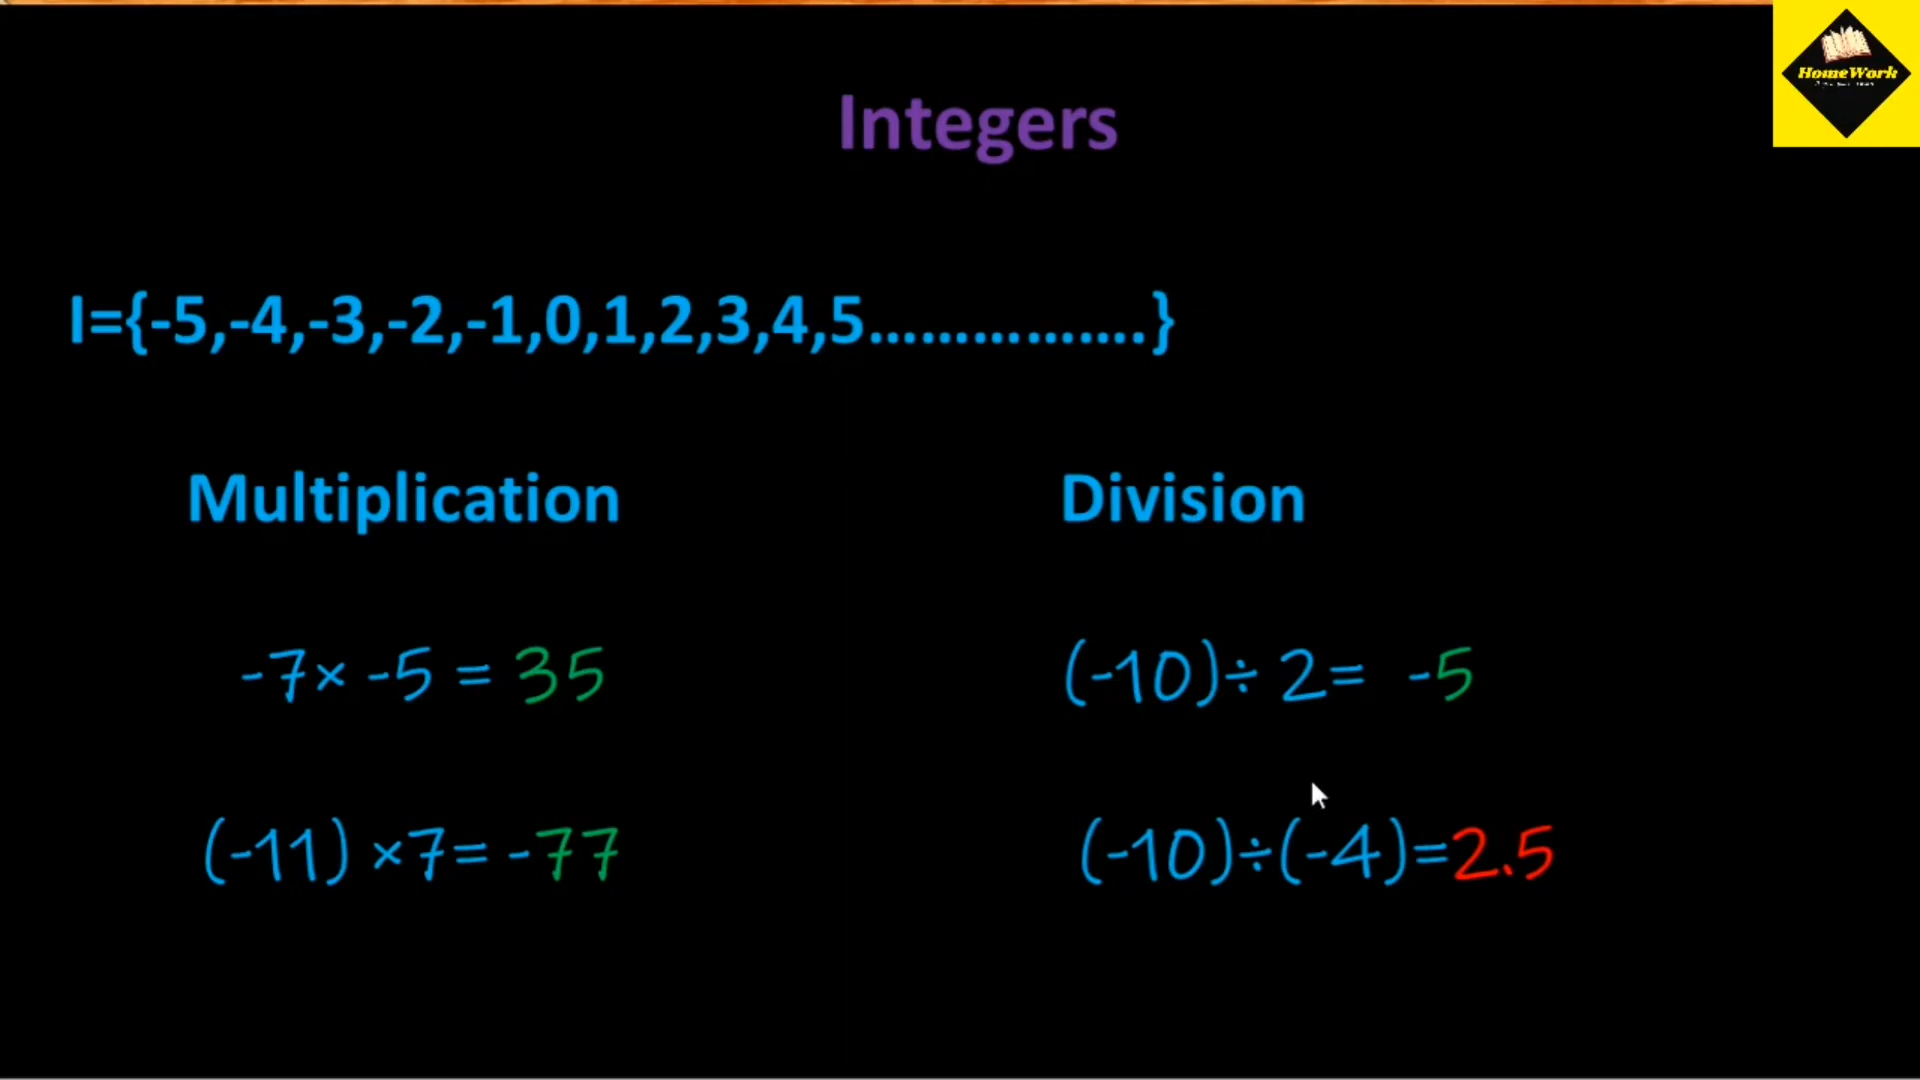 HomeWork
Integers
I={-5,-4,-3,-2,-1,0,1,2,3,4,5.................}
Multiplication Division
-7× -5 = 35 (-10)÷ 2= -5
(-11) ×7= -77 (-10)÷(-4)=2.5